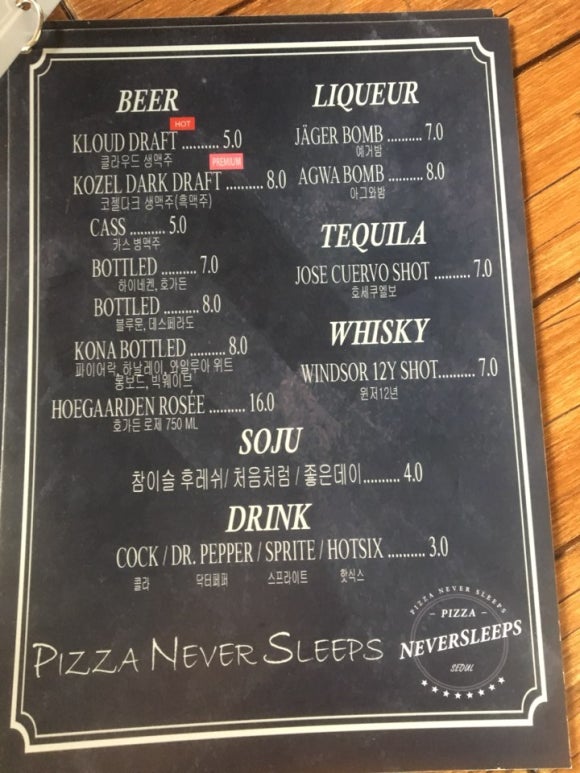 BEER
HOT
KLOUD DRAFT .......... 5.0
클라우드 생맥주
PREMIUM
KOZEL DARK DRAFT .......... 8.0
코젤다크 생맥주(흑맥주)
CASS .......... 5.0
카스 병맥주
BOTTLED .......... 7.0
하이네켄, 호가든
BOTTLED .......... 8.0
블루문, 데스페라도
KONA BOTTLED .......... 8.0
파이어락, 하날레이, 와일루아 위트
롱보드, 빅웨이브
HOEGAARDEN ROSÉE .......... 16.0
호가든 로제 750 ML
LIQUEUR
JÄGER BOMB .......... 7.0
예거밤
AGWA BOMB .......... 8.0
아그와밤
TEQUILA
JOSE CUERVO SHOT .......... 7.0
호세쿠엘보
WHISKY
WINDSOR 12Y SHOT.......... 7.0
윈저12년
SOJU
참이슬 후레쉬/ 처음처럼 / 좋은데이.......... 4.0
DRINK
COCK / DR. PEPPER / SPRITE / HOTSIX .......... 3.0
콜라 닥터페퍼 스프라이트 핫식스
PIZZA NEVER SLEEPS
PIZZA NEVER SLEEPS
– PIZZA –
NEVERSLEEPS
SEOUL